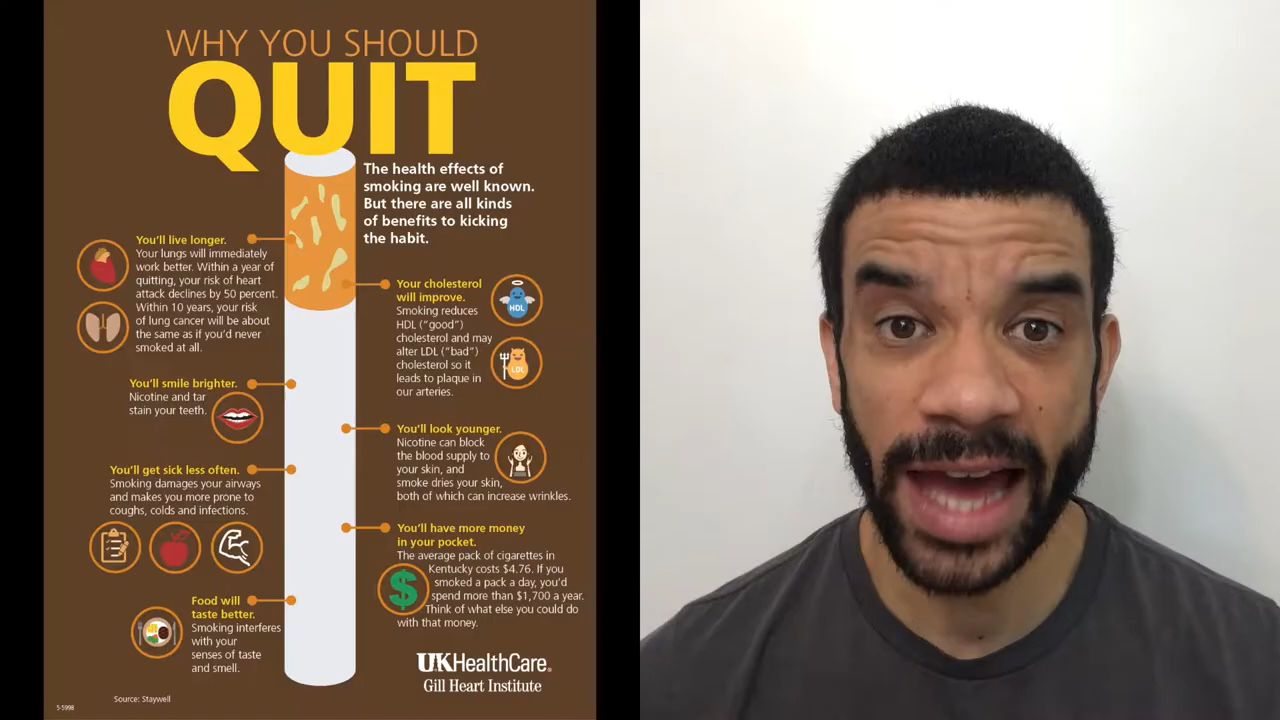 WHY YOU SHOULD
QUIT
The health effects of
smoking are well known.
But there are all kinds
of benefits to kicking
the habit.
You'll live longer.
Your lungs will immediately
work better. Within a year of
quitting, your risk of heart
attack declines by 50 percent.
Within 10 years, your risk
of lung cancer will be about
the same as if you'd never
smoked at all.
Your cholesterol
will improve.
Smoking reduces
HDL ("good")
cholesterol and may
alter LDL ("bad")
cholesterol so it
leads to plaque in
our arteries.
HDL
LDL
You'll smile brighter.
Nicotine and tar
stain your teeth.
You'll look younger.
Nicotine can block
the blood supply to
your skin, and
smoke dries your skin,
both of which can increase wrinkles.
You'll get sick less often.
Smoking damages your airways
and makes you more prone to
coughs, colds and infections.
You'll have more money
in your pocket.
The average pack of cigarettes in
Kentucky costs $4.76. If you
smoked a pack a day, you'd
spend more than $1,700 a year.
Think of what else you could do
with that money.
$
Food will
taste better.
Smoking interferes
with your
senses of taste
and smell.
UKHealthCare®
Gill Heart Institute
Source: Staywell
5-5998